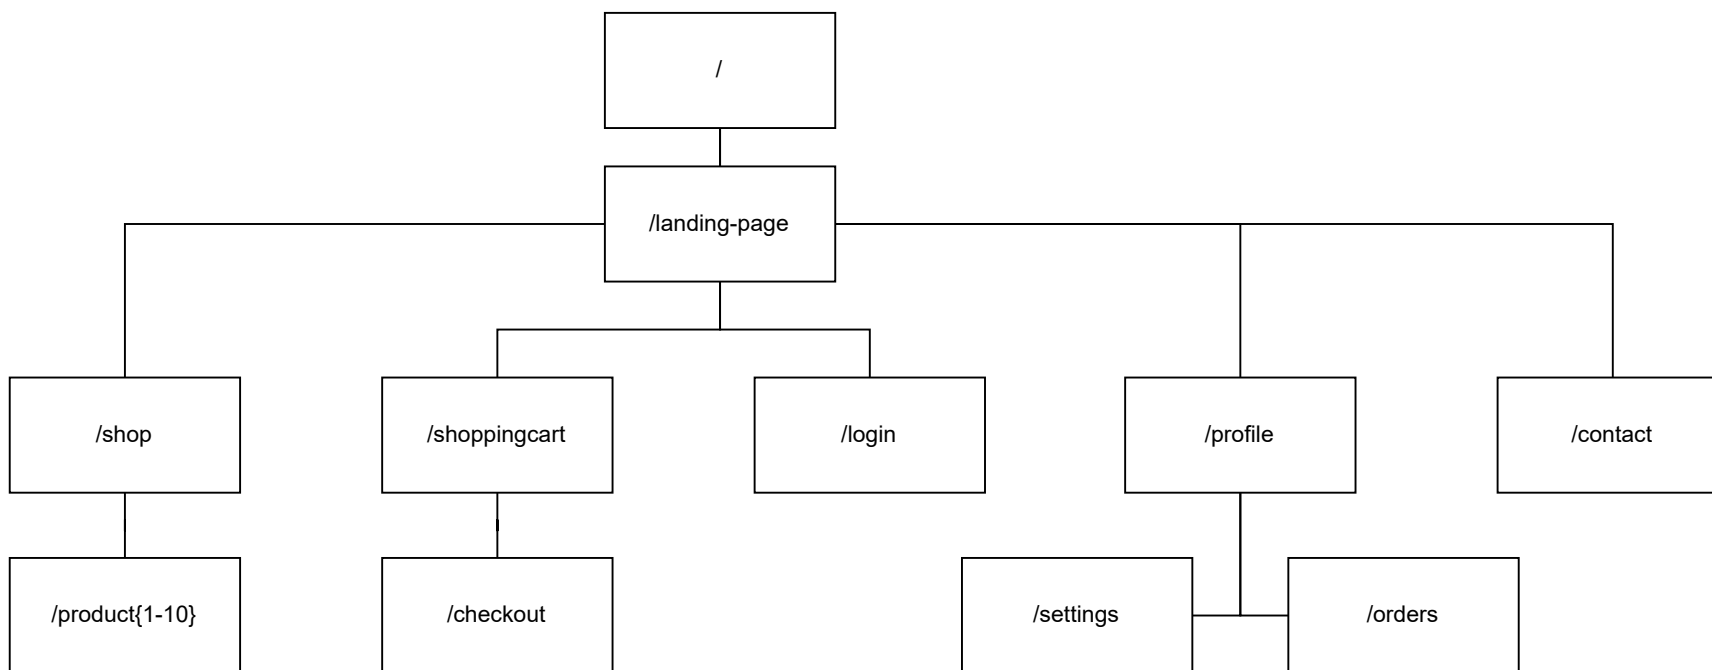 /
/landing-page
/shop
/shoppingcart
/login
/profile
/contact
/product{1-10}
/checkout
/settings
/orders